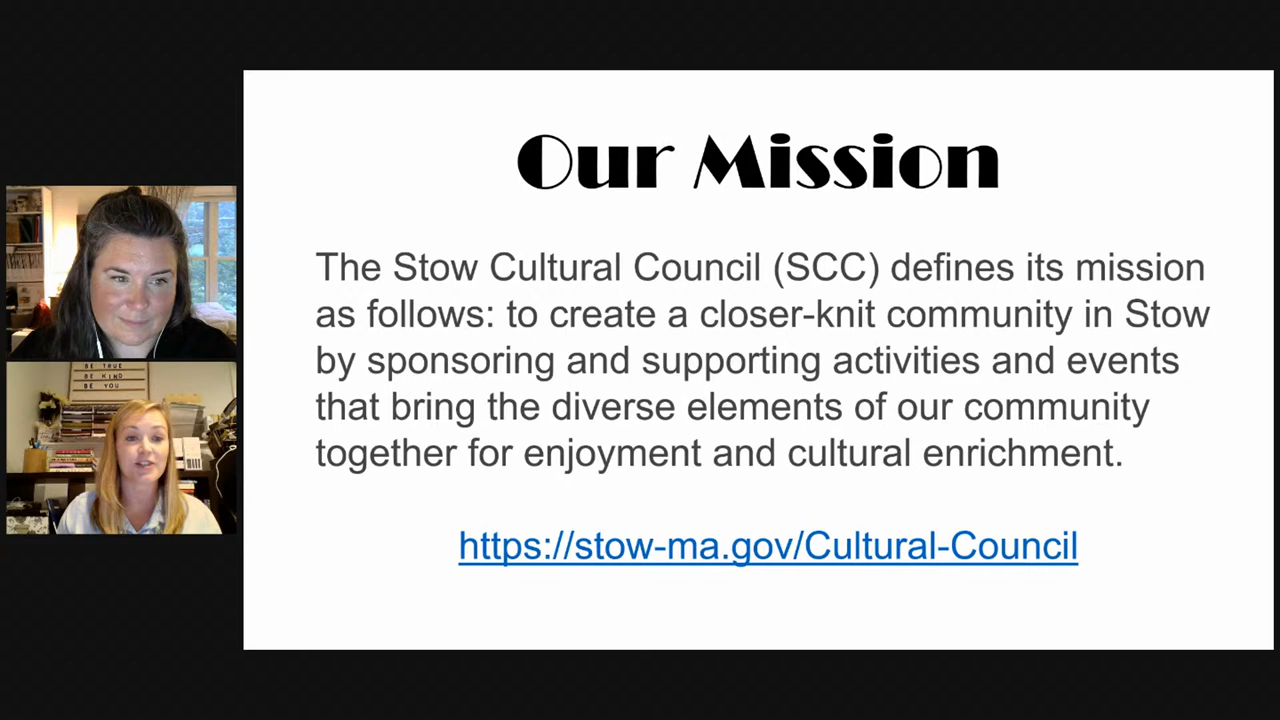 Our Mission
The Stow Cultural Council (SCC) defines its mission
as follows: to create a closer-knit community in Stow
by sponsoring and supporting activities and events
that bring the diverse elements of our community
together for enjoyment and cultural enrichment.
https://stow-ma.gov/Cultural-Council
BE TRUE
BE KIND
BE YOU